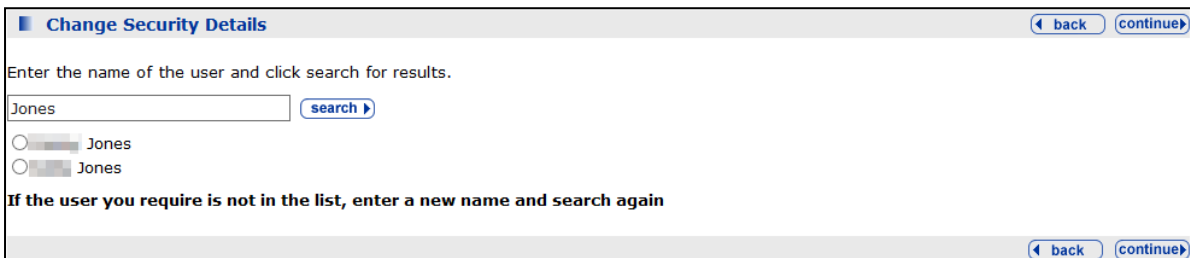 Change Security Details
back continue
Enter the name of the user and click search for results.
Jones search
Jones
Jones
If the user you require is not in the list, enter a new name and search again
back continue